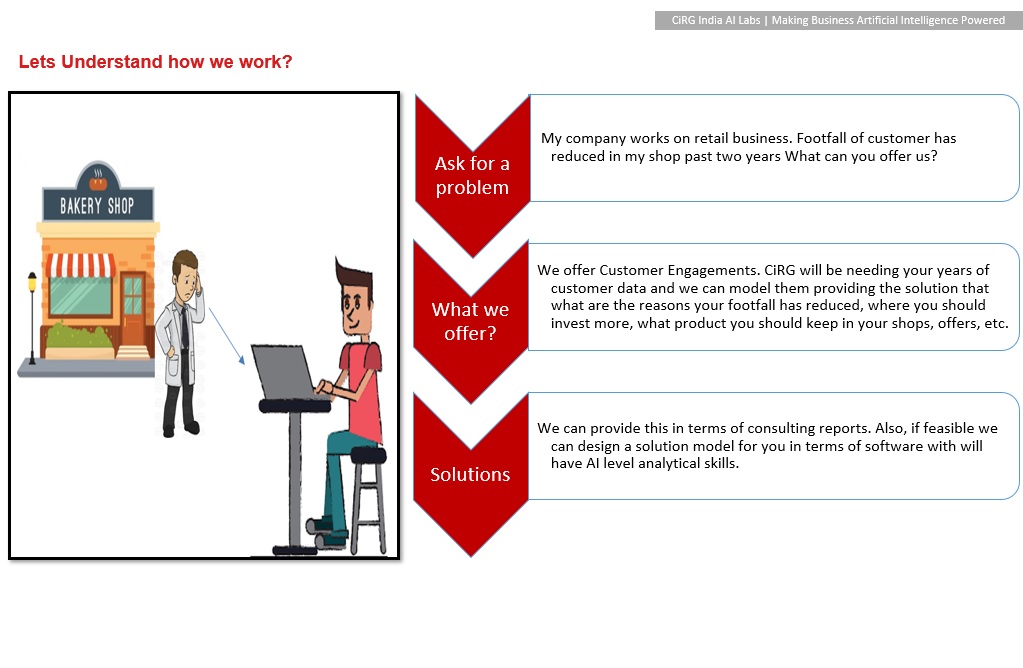 CiRG India AI Labs | Making Business Artificial Intelligence Powered
Lets Understand how we work?
BAKERY SHOP
Ask for a
problem
My company works on retail business. Footfall of customer has
reduced in my shop past two years What can you offer us?
What we
offer?
We offer Customer Engagements. CiRG will be needing your years of
customer data and we can model them providing the solution that
what are the reasons your footfall has reduced, where you should
invest more, what product you should keep in your shops, offers, etc.
Solutions
We can provide this in terms of consulting reports. Also, if feasible we
can design a solution model for you in terms of software with will
have AI level analytical skills.